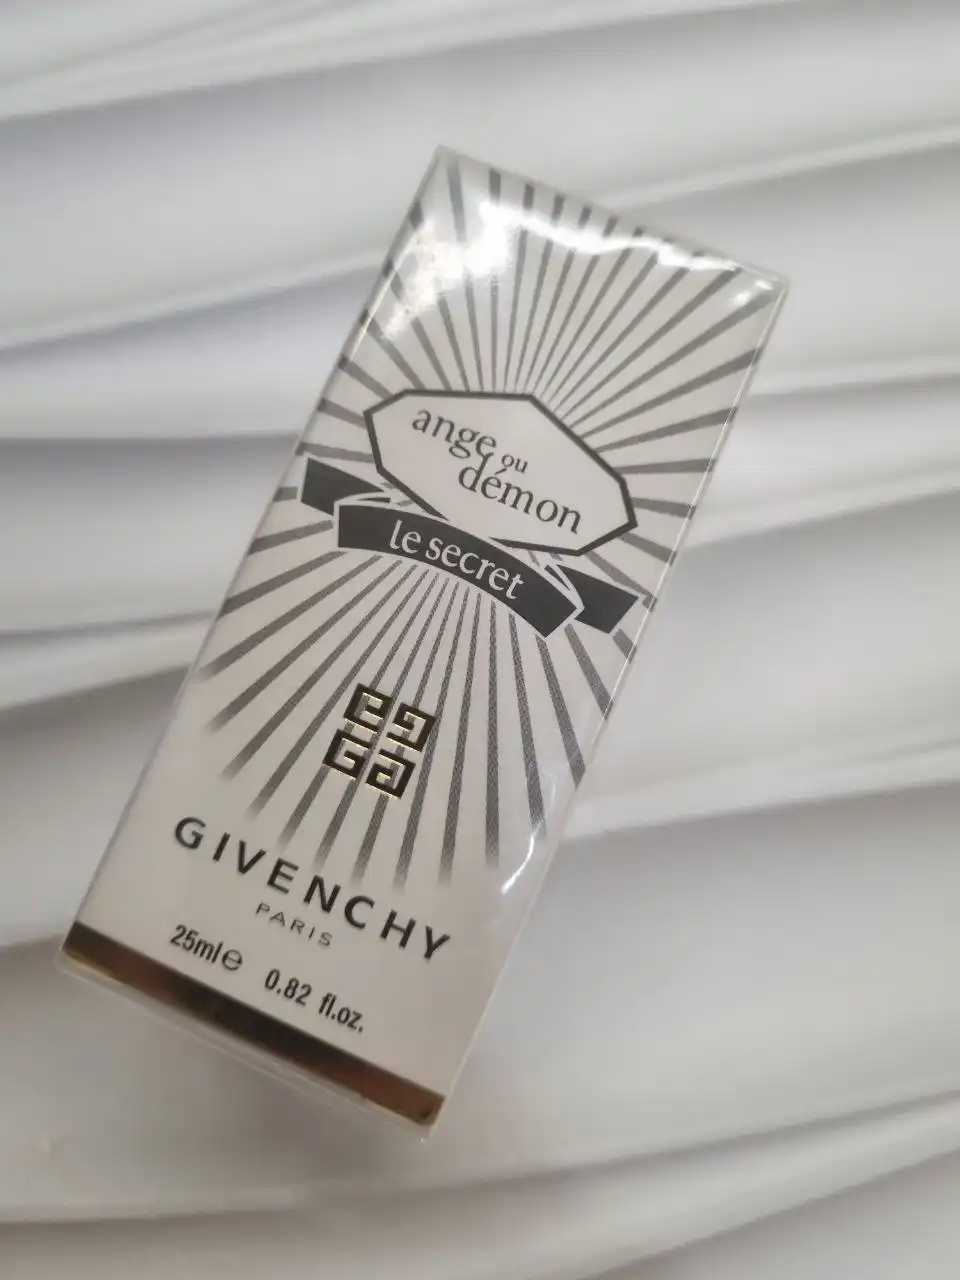 ange ou
démon
le secret
GIVENCHY
PARIS
25ml℮ 0.82 fl.oz.